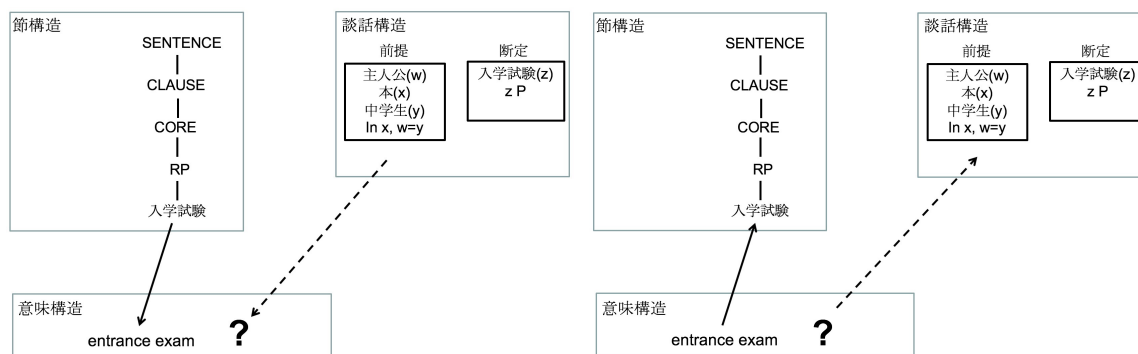 節構造
SENTENCE
CLAUSE
CORE
RP
入学試験
談話構造
前提
主人公(w)
本(x)
中学生(y)
In x, w=y
断定
入学試験(z)
z P
意味構造
entrance exam
?
節構造
SENTENCE
CLAUSE
CORE
RP
入学試験
談話構造
前提
主人公(w)
本(x)
中学生(y)
In x, w=y
断定
入学試験(z)
z P
意味構造
entrance exam
?